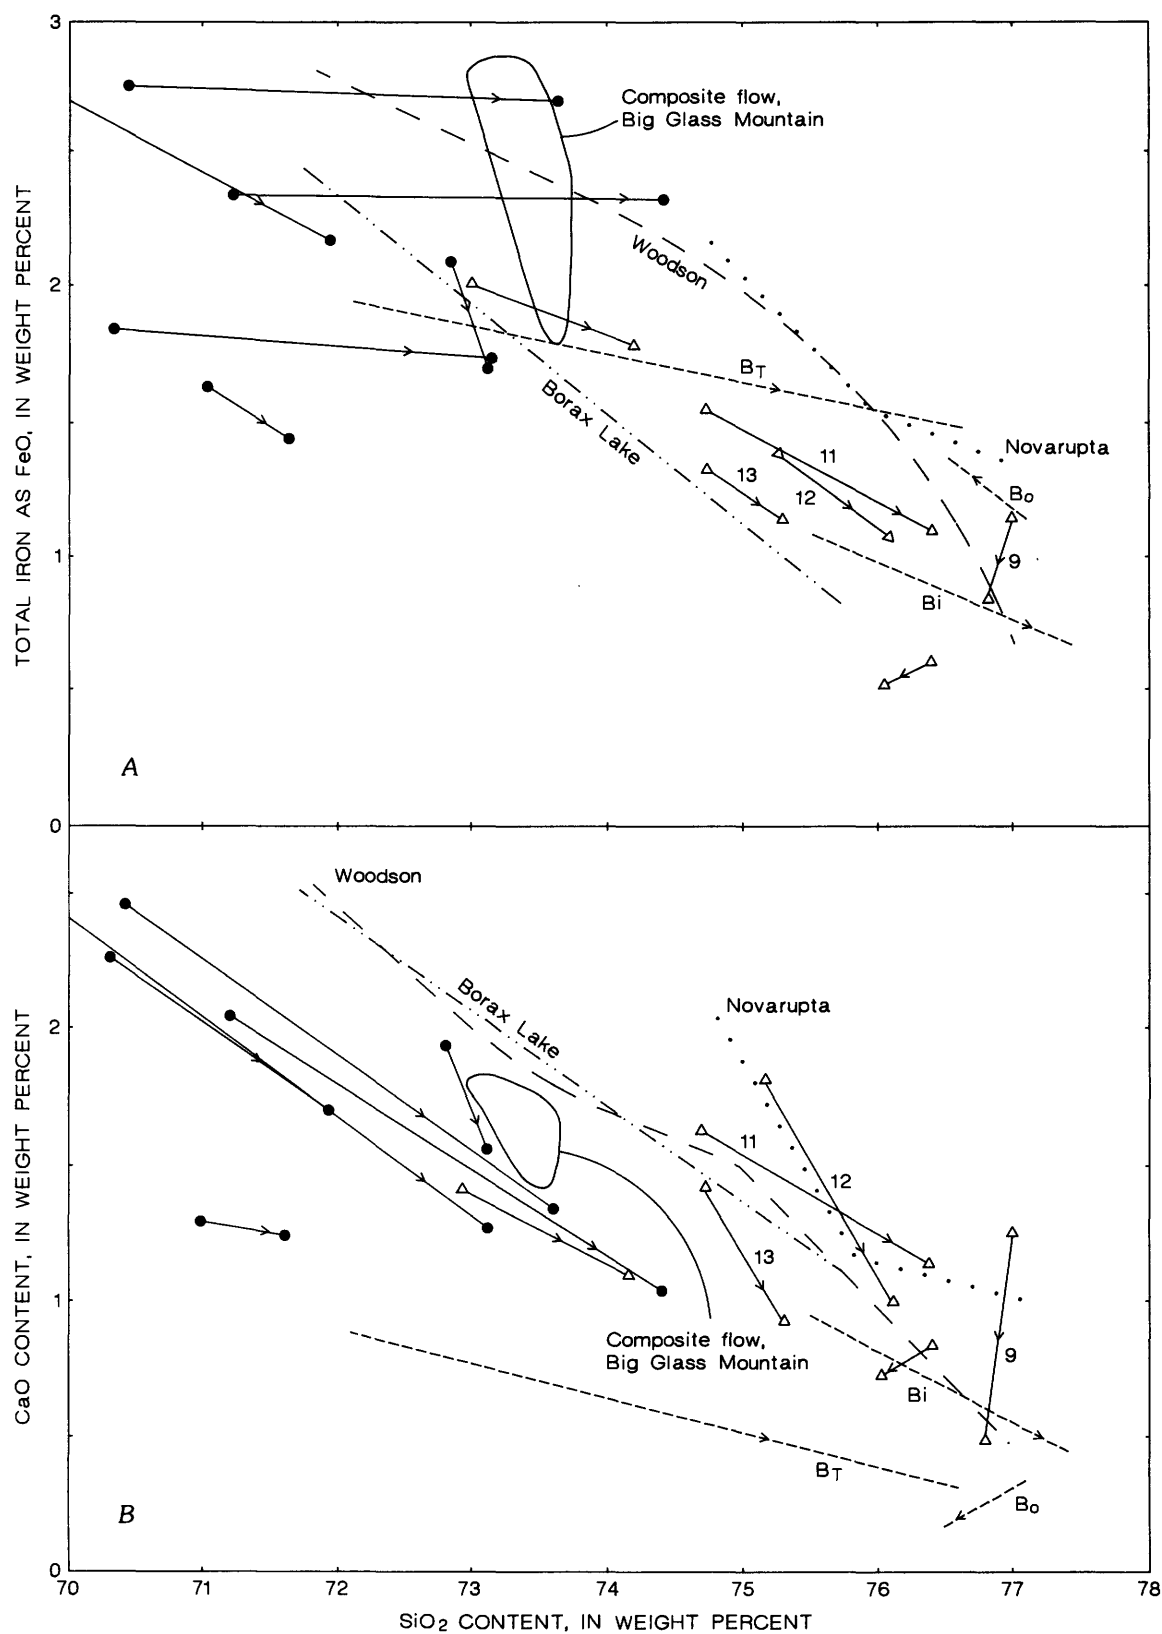 3
Composite flow,
Big Glass Mountain
Woodson
2
B_T
Borax Lake
Novarupta
11
13
12
B_o
1
9
Bi
TOTAL IRON AS FeO, IN WEIGHT PERCENT
A
0
Woodson
Borax Lake
Novarupta
2
11
12
13
1
Composite flow,
Big Glass Mountain
9
Bi
B_T
B_o
CaO CONTENT, IN WEIGHT PERCENT
B
0
70 71 72 73 74 75 76 77 78
SiO₂ CONTENT, IN WEIGHT PERCENT